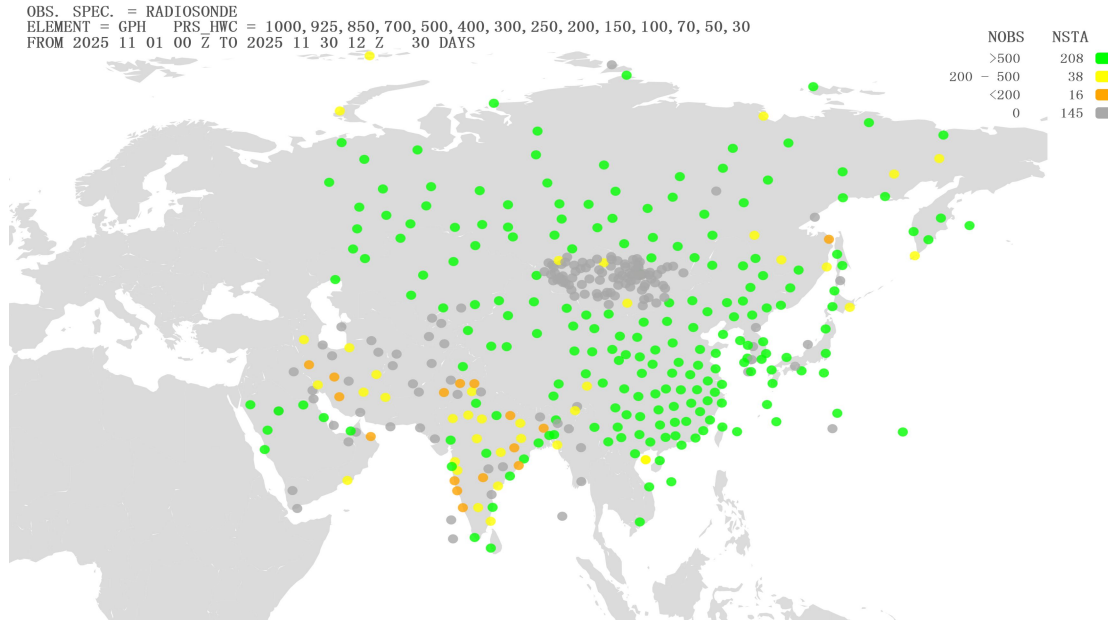 OBS. SPEC. = RADIOSONDE
ELEMENT = GPH PRS_HWC = 1000,925,850,700,500,400,300,250,200,150,100,70,50,30
FROM 2025 11 01 00 Z TO 2025 11 30 12 Z 30 DAYS
NOBS NSTA
>500 208
200 - 500 38
<200 16
0 145